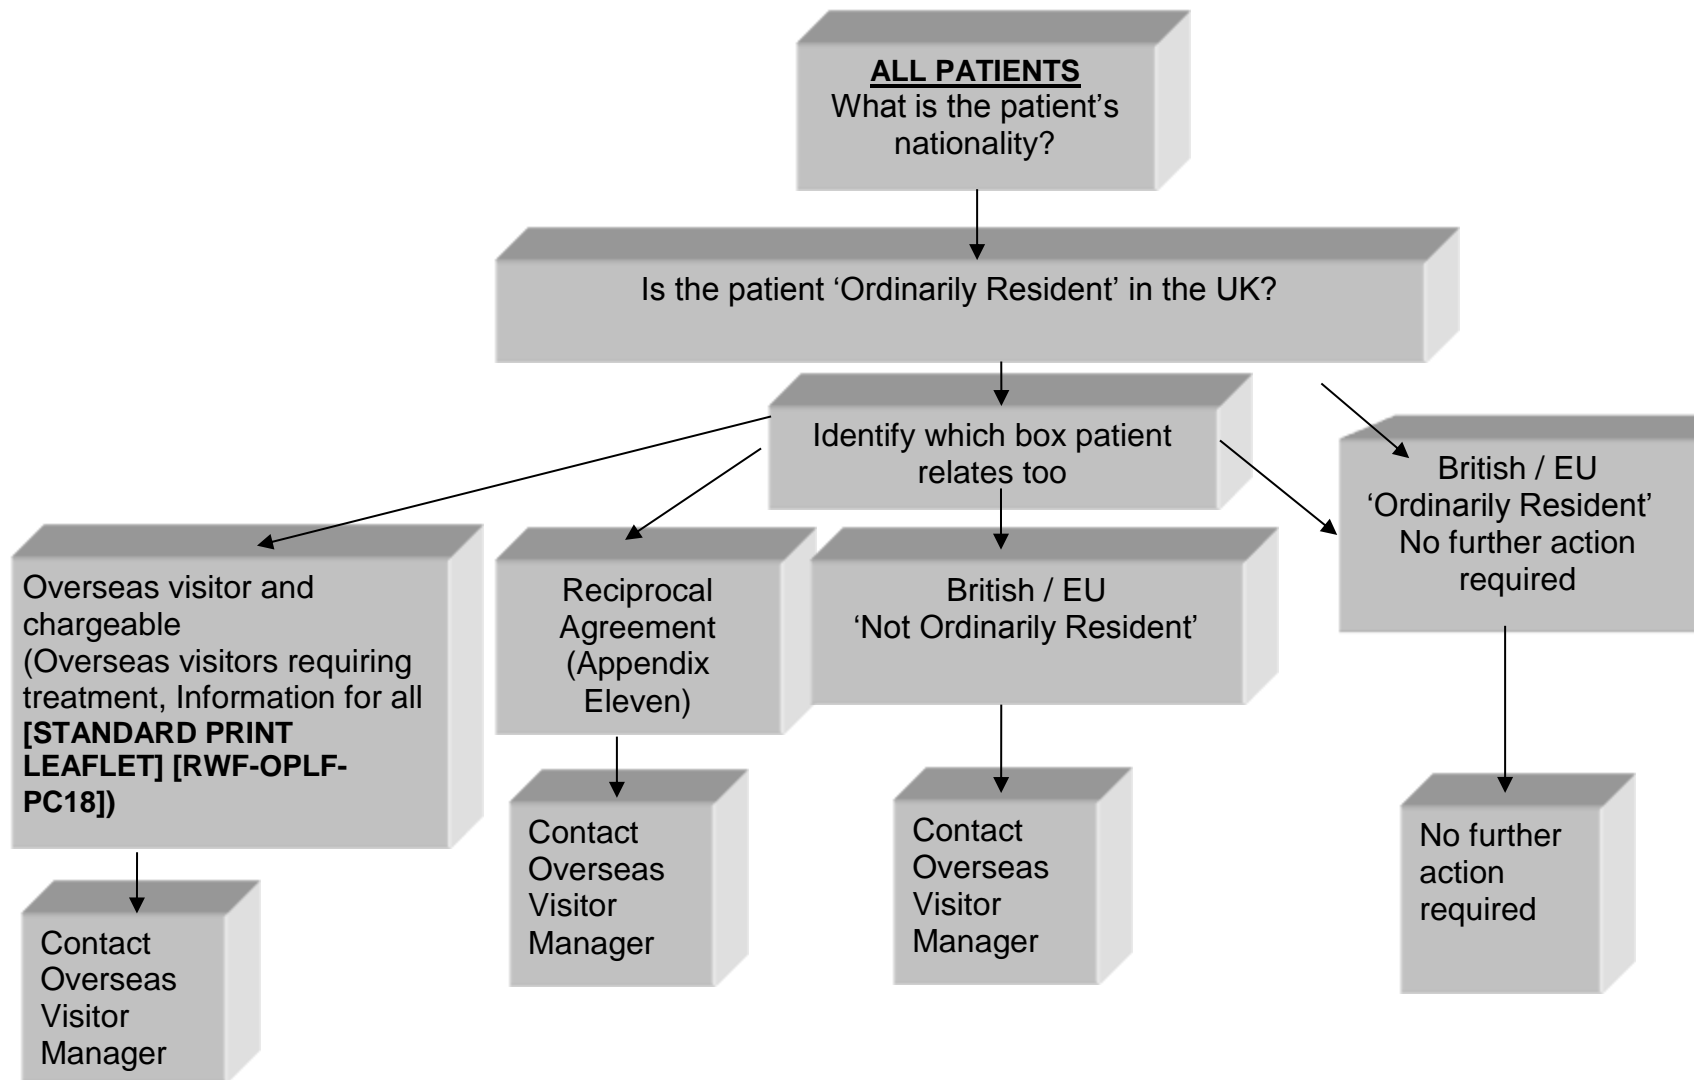 ALL PATIENTS
What is the patient’s
nationality?
Is the patient ‘Ordinarily Resident’ in the UK?
Identify which box patient
relates too
British / EU
‘Ordinarily Resident’
No further action
required
Overseas visitor and
chargeable
(Overseas visitors requiring
treatment, Information for all
[STANDARD PRINT
LEAFLET] [RWF-OPLF-
PC18])
Reciprocal
Agreement
(Appendix
Eleven)
British / EU
‘Not Ordinarily Resident’
Contact
Overseas
Visitor
Manager
Contact
Overseas
Visitor
Manager
Contact
Overseas
Visitor
Manager
No further
action
required